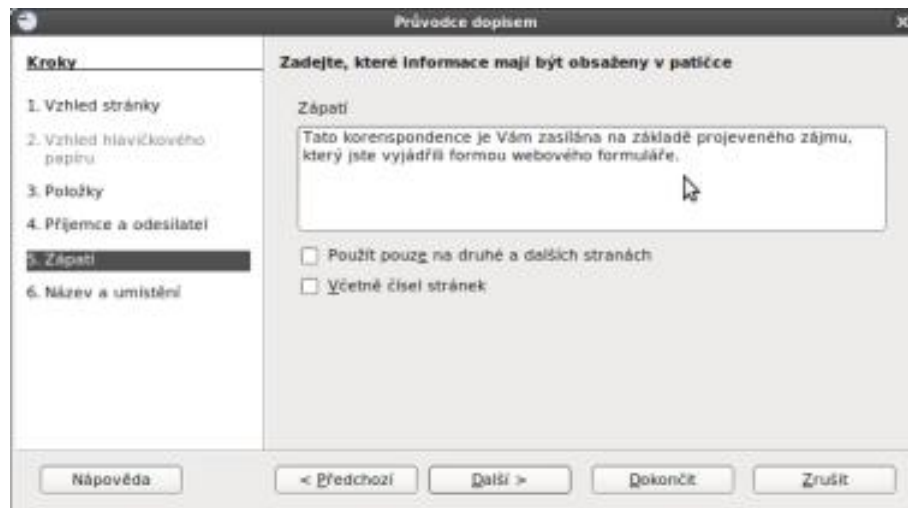 Průvodce dopisem
Kroky
1. Vzhled stránky
2. Vzhled hlavičkového
papíru
3. Položky
4. Příjemce a odesilatel
5. Zápatí
6. Název a umístění
Zadejte, které informace mají být obsaženy v patičce
Zápatí
Tato korenspondence je Vám zasílána na základě projeveného zájmu,
který jste vyjádřili formou webového formuláře.
Použít pouze na druhé a dalších stranách
Včetně čísel stránek
Nápověda
< Předchozí
Další >
Dokončit
Zrušit